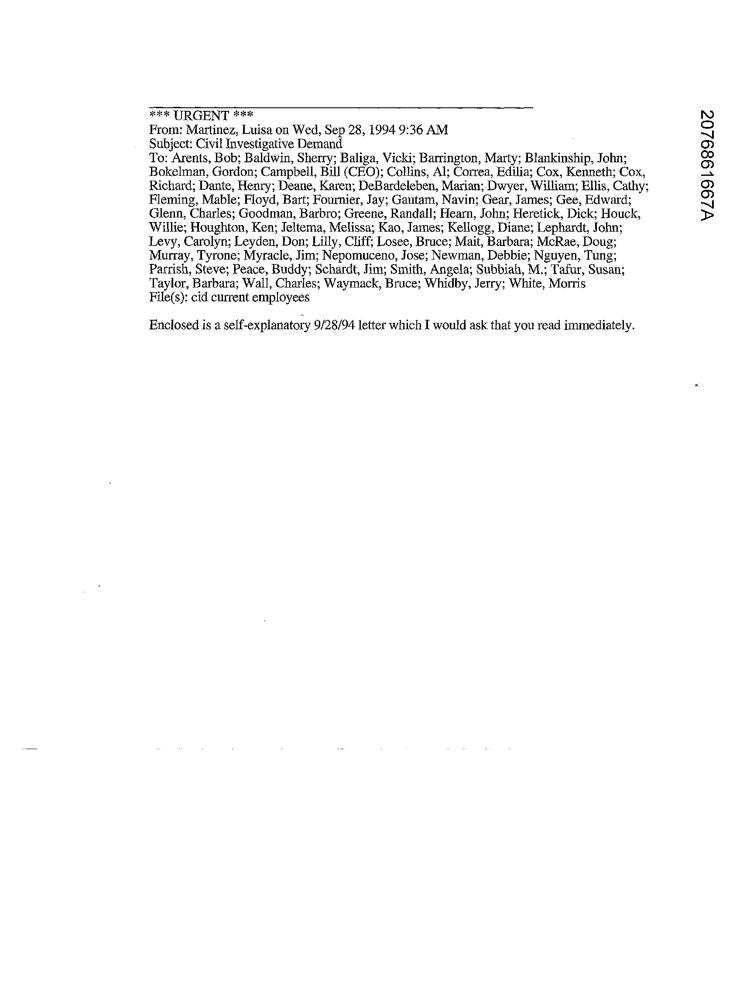 *** URGENT ***
From: Martinez, Luisa on Wed, Sep 28, 1994 9:36 AM
Subject: Civil Investigative Demand
To: Arents, Bob; Baldwin, Sherry; Baliga, Vicki; Barrington, Marty; Blankinship, John;
Bokelman, Gordon; Campbell, Bill (CEO); Collins, Al; Correa, Edilia; Cox, Kenneth; Cox,
Richard; Dante, Henry; Deane, Karen; DeBardeleben, Marian; Dwyer, William; Ellis, Cathy;
Fleming, Mable; Floyd, Bart; Fournier, Jay; Gautam, Navin; Gear, James; Gee, Edward;
Glenn, Charles; Goodman, Barbro; Greene, Randall; Hearn, John; Heretick, Dick; Houck,
Willie; Houghton, Ken; Jeltema, Melissa; Kao, James; Kellogg, Diane; Lephardt, John;
Levy, Carolyn; Leyden, Don; Lilly, Cliff; Losee, Bruce; Mait, Barbara; McRae, Doug;
Murray, Tyrone; Myracle, Jim; Nepomuceno, Jose; Newman, Debbie; Nguyen, Tung;
Parrish, Steve; Peace, Buddy; Schardt, Jim; Smith, Angela; Subbiah, M.; Tafur, Susan;
Taylor, Barbara; Wall, Charles; Waymack, Bruce; Whidby, Jerry; White, Morris
File(s): cid current employees
Enclosed is a self-explanatory 9/28/94 letter which I would ask that you read immediately.
2076861667A